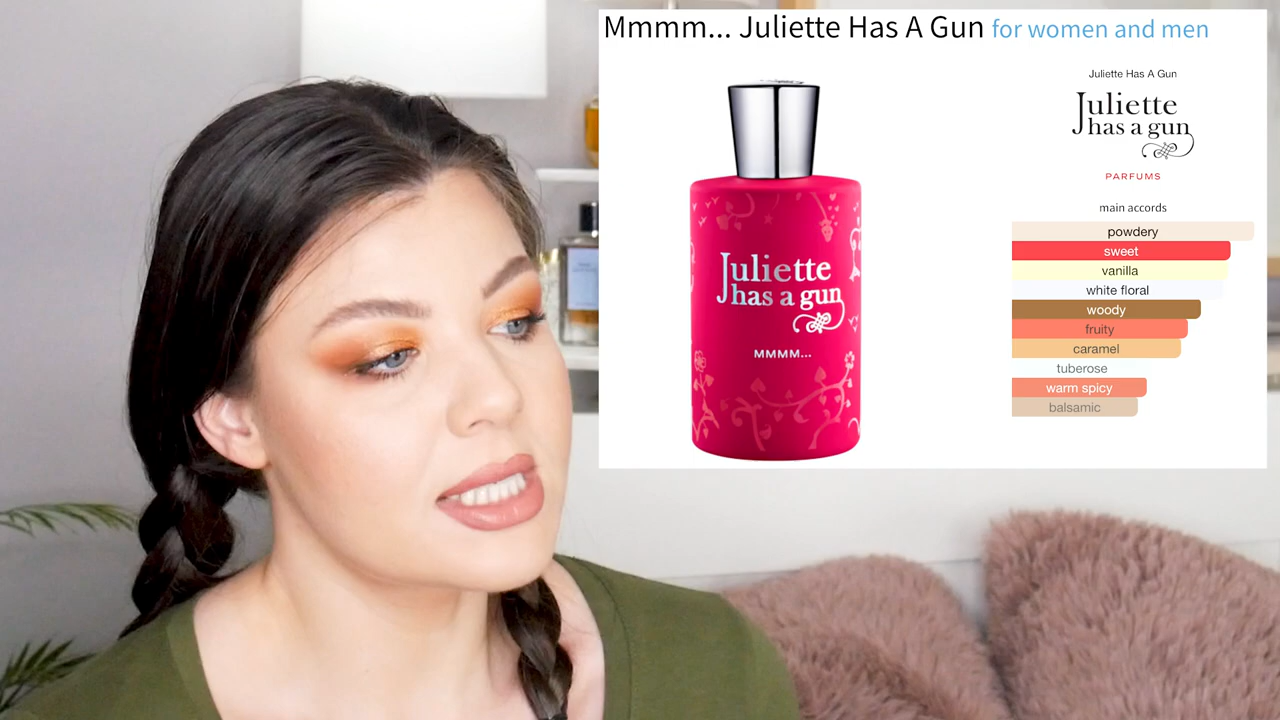 Mmmm... Juliette Has A Gun for women and men
Juliette
has a gun
MMMM...
Juliette Has A Gun
Juliette
has a gun
PARFUMS
main accords
powdery
sweet
vanilla
white floral
woody
fruity
caramel
tuberose
warm spicy
balsamic